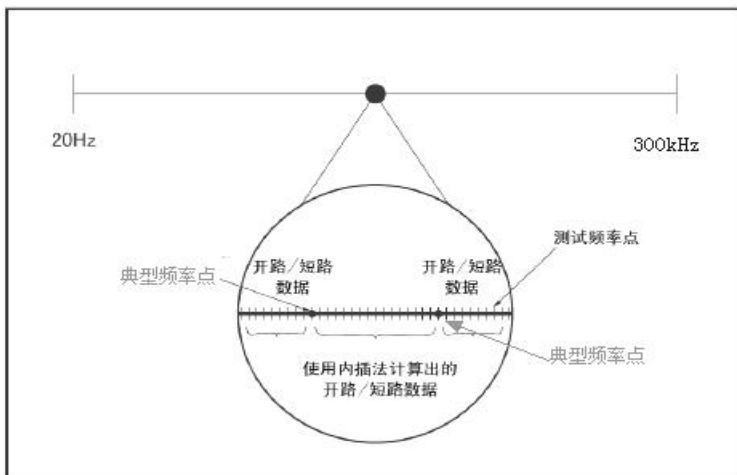 20Hz
300kHz
测试频率点
开路/短路
数据
开路/短路
数据
典型频率点
典型频率点
使用内插法计算出的
开路/短路数据